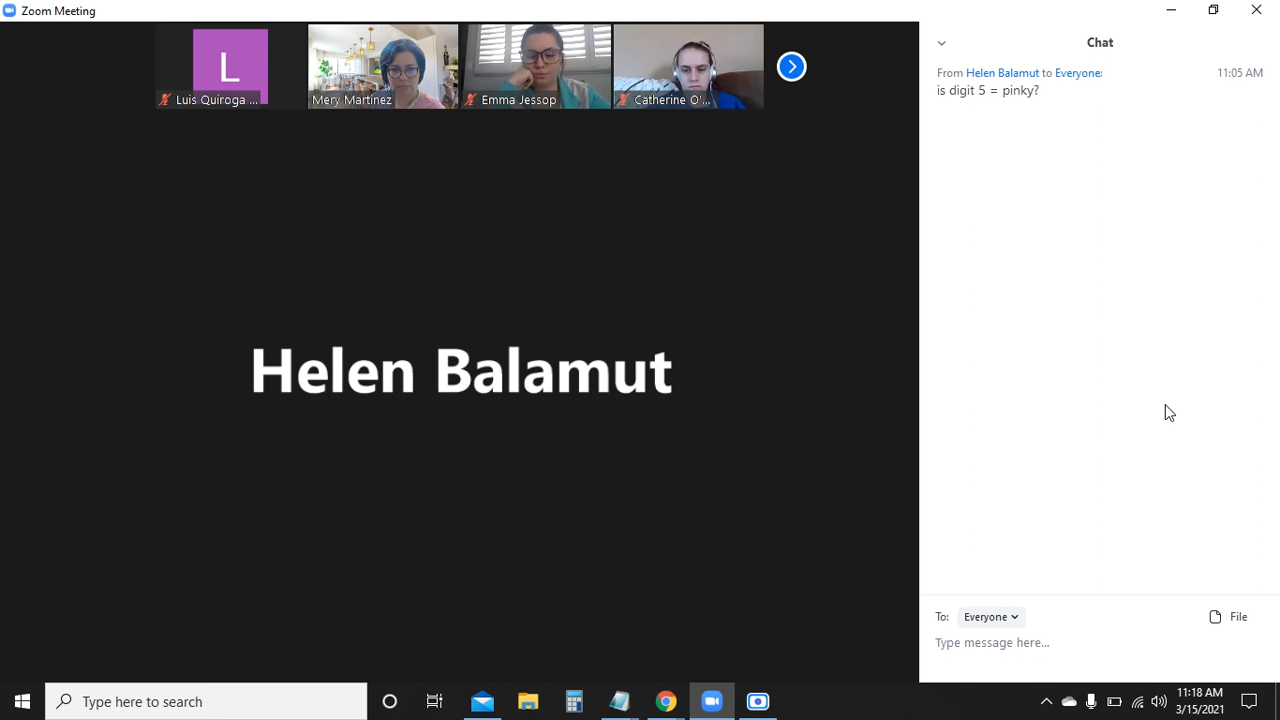 Zoom Meeting
L
Luis Quiroga ...
Mery Martinez
Emma Jessop
Catherine O'...
Helen Balamut
Chat
From Helen Balamut to Everyone: 11:05 AM
is digit 5 = pinky?
To: Everyone File
Type message here...
Type here to search
11:18 AM
3/15/2021